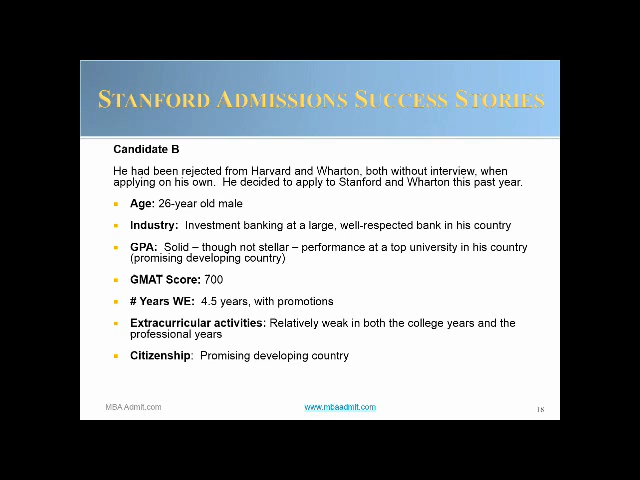 STANFORD ADMISSIONS SUCCESS STORIES
Candidate B
He had been rejected from Harvard and Wharton, both without interview, when
applying on his own. He decided to apply to Stanford and Wharton this past year.
Age: 26-year old male
Industry: Investment banking at a large, well-respected bank in his country
GPA: Solid – though not stellar – performance at a top university in his country
(promising developing country)
GMAT Score: 700
# Years WE: 4.5 years, with promotions
Extracurricular activities: Relatively weak in both the college years and the
professional years
Citizenship: Promising developing country
MBA Admit.com www.mbaadmit.com 18